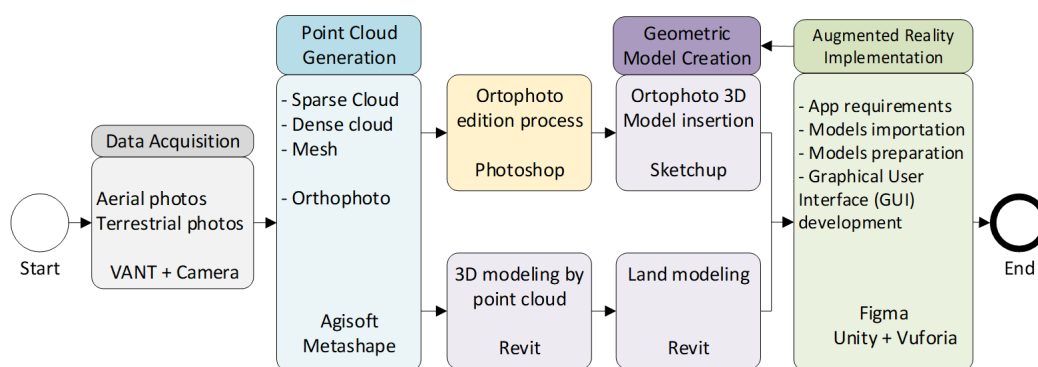 Start
Data Acquisition
Aerial photos
Terrestrial photos
VANT + Camera
Point Cloud
Generation
- Sparse Cloud
- Dense cloud
- Mesh
- Orthophoto
Agisoft
Metashape
Ortophoto
edition process
Photoshop
3D modeling by
point cloud
Revit
Geometric
Model Creation
Ortophoto 3D
Model insertion
Sketchup
Land modeling
Revit
Augmented Reality
Implementation
- App requirements
- Models importation
- Models preparation
- Graphical User
Interface (GUI)
development
Figma
Unity + Vuforia
End